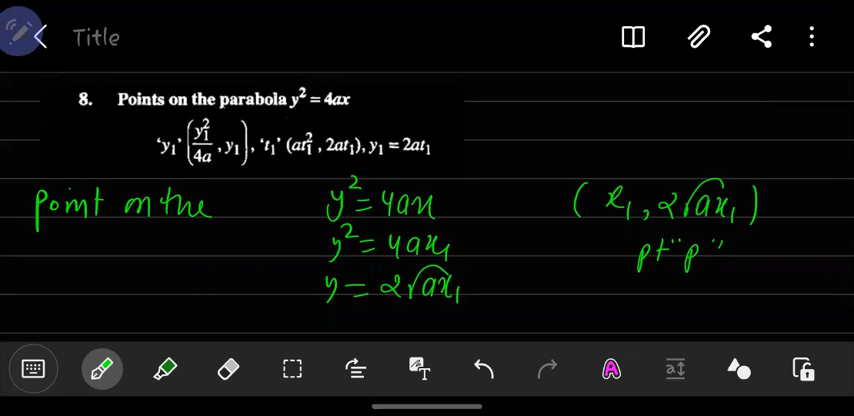 Title
8. Points on the parabola y² = 4ax
'y₁' (y₁²/4a, y₁), 't₁' (at₁², 2at₁), y₁ = 2at₁
Point on the y² = 4ax (x₁, 2√ax₁)
y² = 4ax₁ pt "p"
y = 2√ax₁